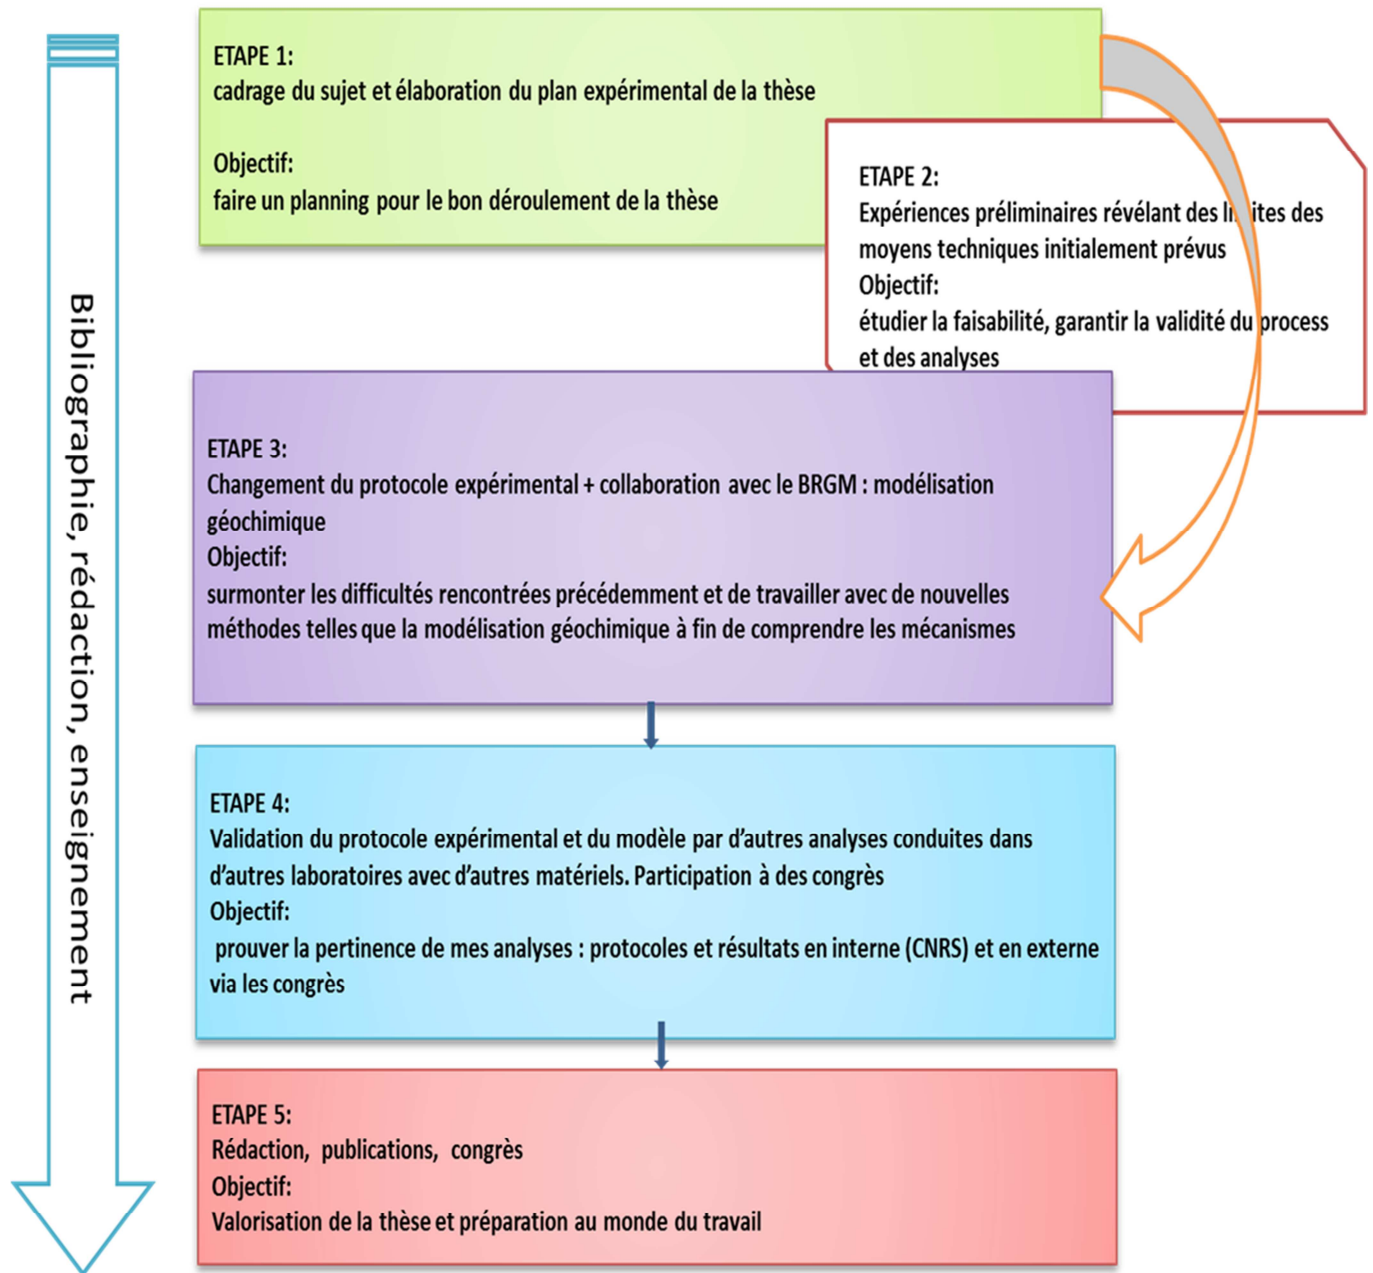 ETAPE 1:
cadrage du sujet et élaboration du plan expérimental de la thèse
Objectif:
faire un planning pour le bon déroulement de la thèse
ETAPE 2:
Expériences préliminaires révélant des limites des
moyens techniques initialement prévus
Objectif:
étudier la faisabilité, garantir la validité du process
et des analyses
ETAPE 3:
Changement du protocole expérimental + collaboration avec le BRGM : modélisation
géochimique
Objectif:
surmonter les difficultés rencontrées précédemment et de travailler avec de nouvelles
méthodes telles que la modélisation géochimique à fin de comprendre les mécanismes
ETAPE 4:
Validation du protocole expérimental et du modèle par d'autres analyses conduites dans
d'autres laboratoires avec d'autres matériels. Participation à des congrès
Objectif:
prouver la pertinence de mes analyses : protocoles et résultats en interne (CNRS) et en externe
via les congrès
ETAPE 5:
Rédaction, publications, congrès
Objectif:
Valorisation de la thèse et préparation au monde du travail
Bibliographie, rédaction, enseignement